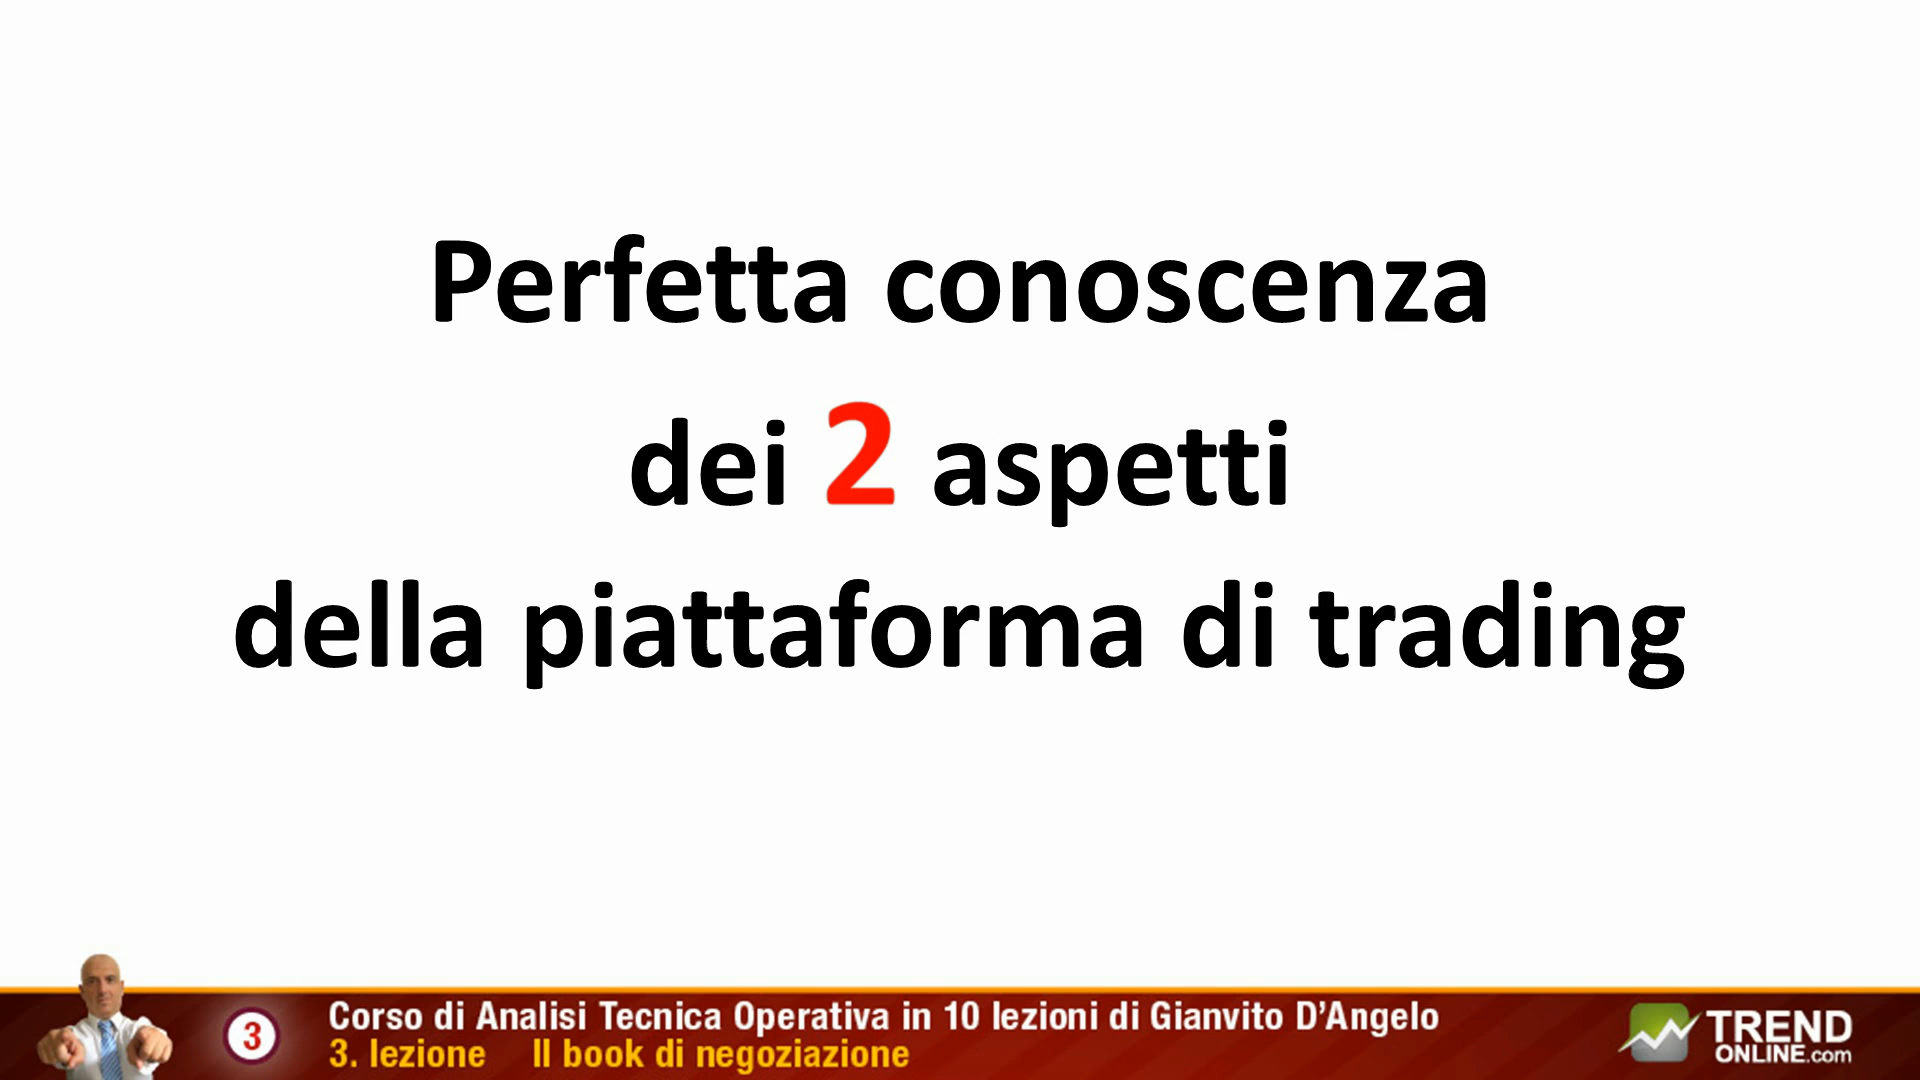 Perfetta conoscenza
dei 2 aspetti
della piattaforma di trading
3
Corso di Analisi Tecnica Operativa in 10 lezioni di Gianvito D'Angelo
3. lezione Il book di negoziazione
TREND
ONLINE.com